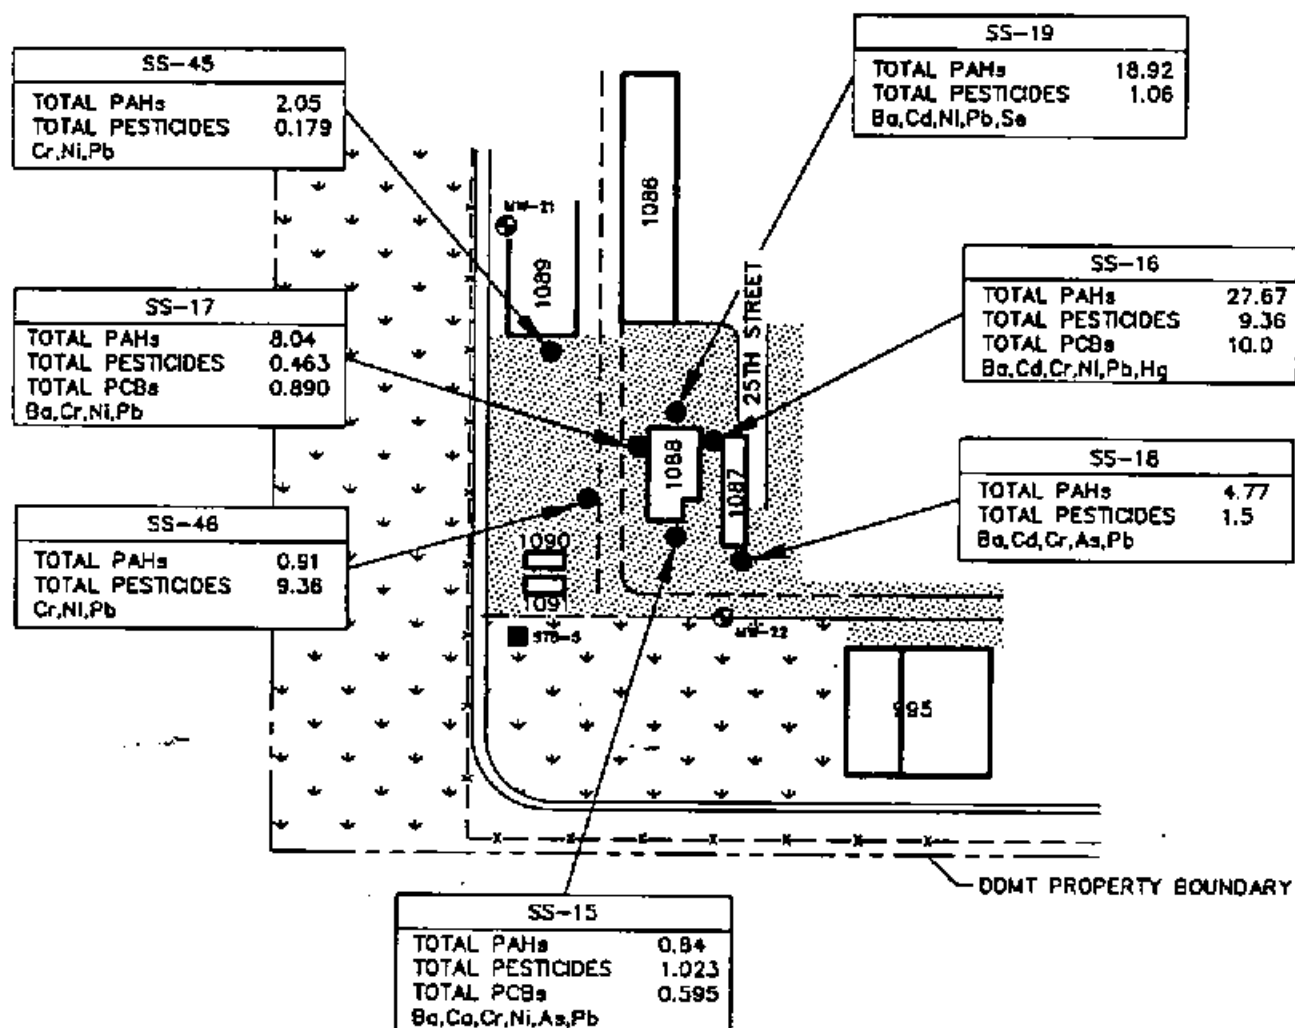 SS-45
TOTAL PAHs 2.05
TOTAL PESTICIDES 0.179
Cr,Ni,Pb
SS-19
TOTAL PAHs 18.92
TOTAL PESTICIDES 1.06
Ba,Cd,Ni,Pb,Se
MW-21
1086
1089
25TH STREET
SS-17
TOTAL PAHs 8.04
TOTAL PESTICIDES 0.463
TOTAL PCBs 0.890
Ba,Cr,Ni,Pb
SS-16
TOTAL PAHs 27.67
TOTAL PESTICIDES 9.36
TOTAL PCBs 10.0
Ba,Cd,Cr,Ni,Pb,Hg
1088
1087
SS-18
TOTAL PAHs 4.77
TOTAL PESTICIDES 1.5
Ba,Cd,Cr,As,Pb
SS-46
TOTAL PAHs 0.91
TOTAL PESTICIDES 9.36
Cr,Ni,Pb
1090
1091
STB-5
MW-22
995
DDMT PROPERTY BOUNDARY
SS-15
TOTAL PAHs 0.84
TOTAL PESTICIDES 1.023
TOTAL PCBs 0.595
Ba,Ca,Cr,Ni,As,Pb